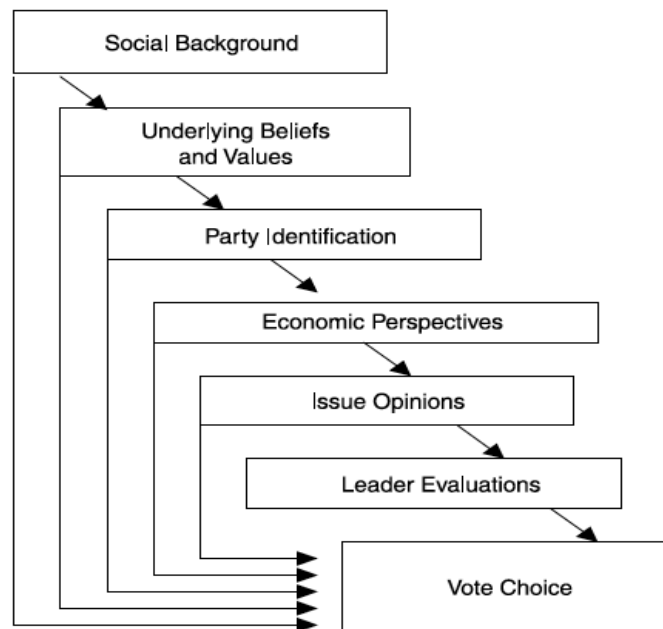 Social Background
Underlying Beliefs
and Values
Party Identification
Economic Perspectives
Issue Opinions
Leader Evaluations
Vote Choice